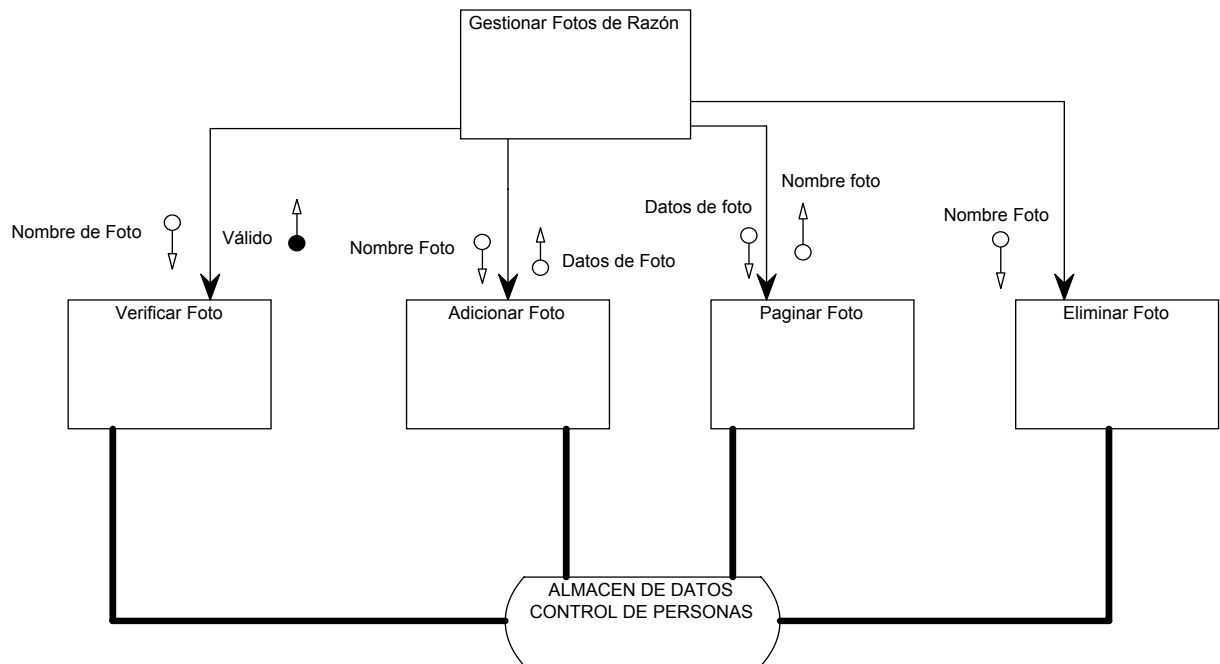 Gestionar Fotos de Razón
Nombre de Foto
Válido
Nombre Foto
Datos de Foto
Datos de foto
Nombre foto
Nombre Foto
Verificar Foto
Adicionar Foto
Paginar Foto
Eliminar Foto
ALMACEN DE DATOS
CONTROL DE PERSONAS